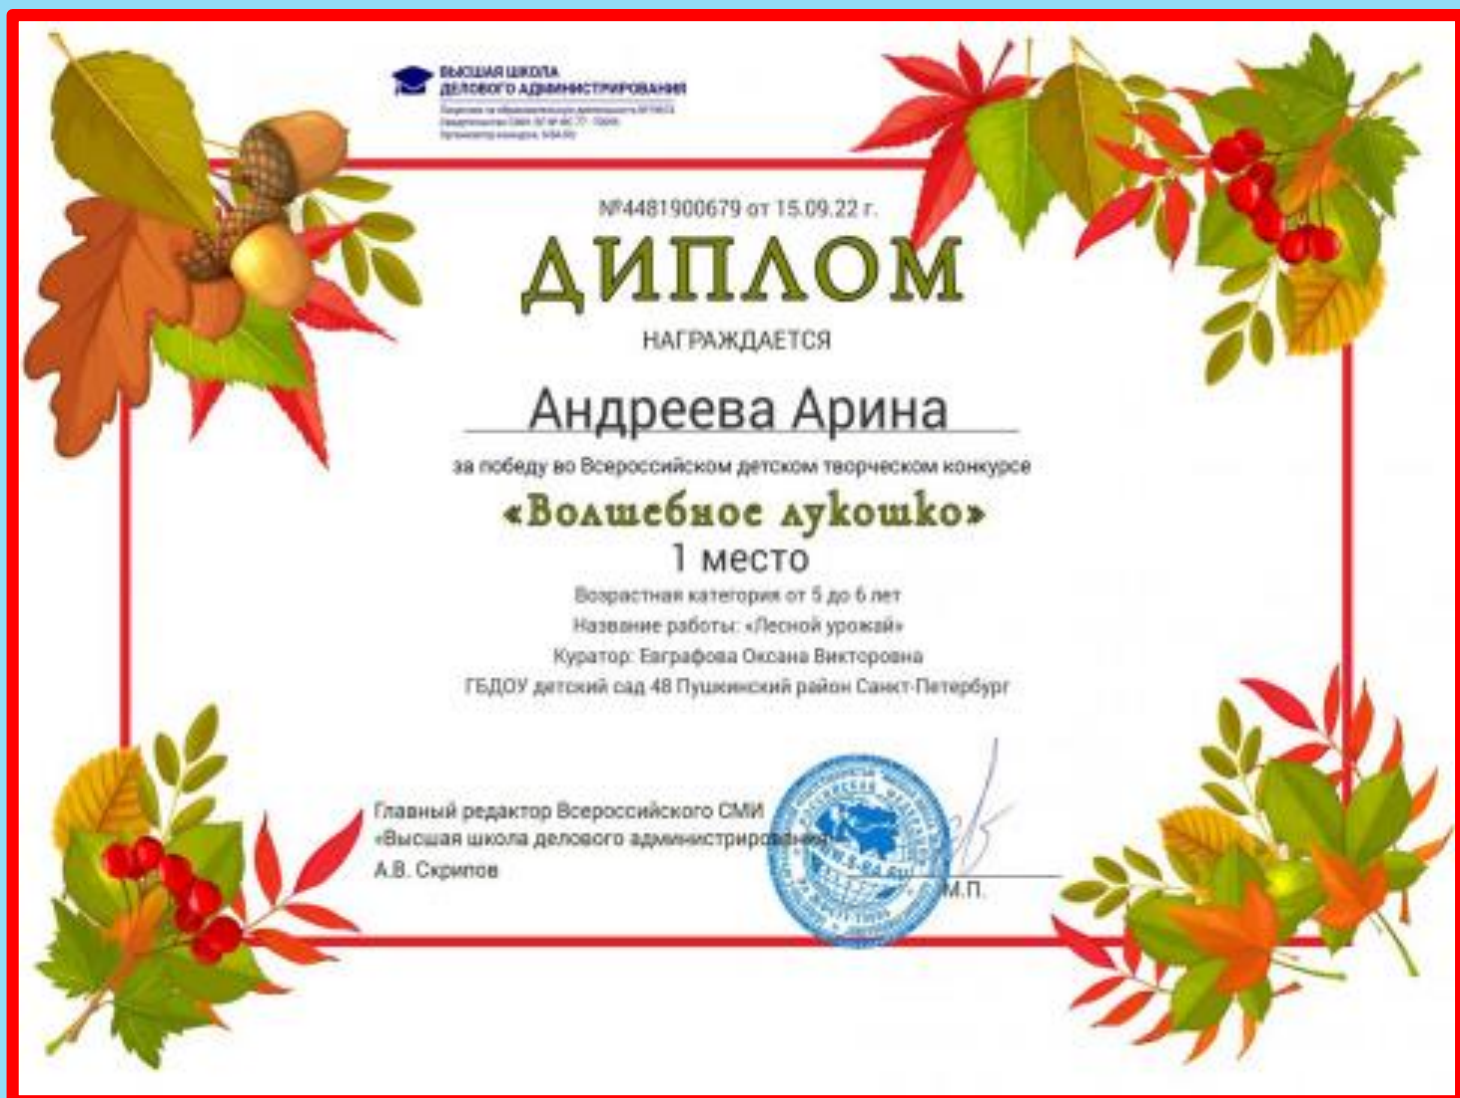 ВЫСШАЯ ШКОЛА
ДЕЛОВОГО АДМИНИСТРИРОВАНИЯ
№4481900679 от 15.09.22 г.
ДИПЛОМ
НАГРАЖДАЕТСЯ
Андреева Арина
за победу во Всероссийском детском творческом конкурсе
«Волшебное лукошко»
1 место
Возрастная категория от 5 до 6 лет
Название работы: «Лесной урожай»
Куратор: Евграфова Оксана Викторовна
ГБДОУ детский сад 48 Пушкинский район Санкт-Петербург
Главный редактор Всероссийского СМИ
«Высшая школа делового администрирования»
А.В. Скрипов
М.П.